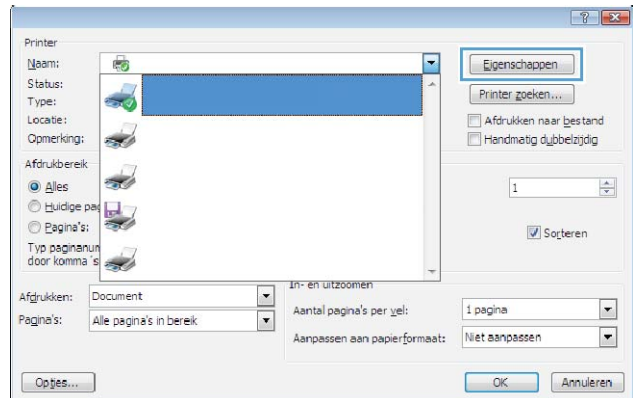 Printer
Naam:
Eigenschappen
Status:
Type:
Printer zoeken...
Locatie:
Afdrukken naar bestand
Opmerking:
Handmatig dubbelzijdig
Afdrukbereik
Alles
1
Huidige pag
Pagina's:
Sorteren
Typ paginanum
door komma's
In- en uitzoomen
Afdrukken:
Document
Aantal pagina's per vel:
1 pagina
Pagina's:
Alle pagina's in bereik
Aanpassen aan papierformaat:
Niet aanpassen
Opties...
OK
Annuleren